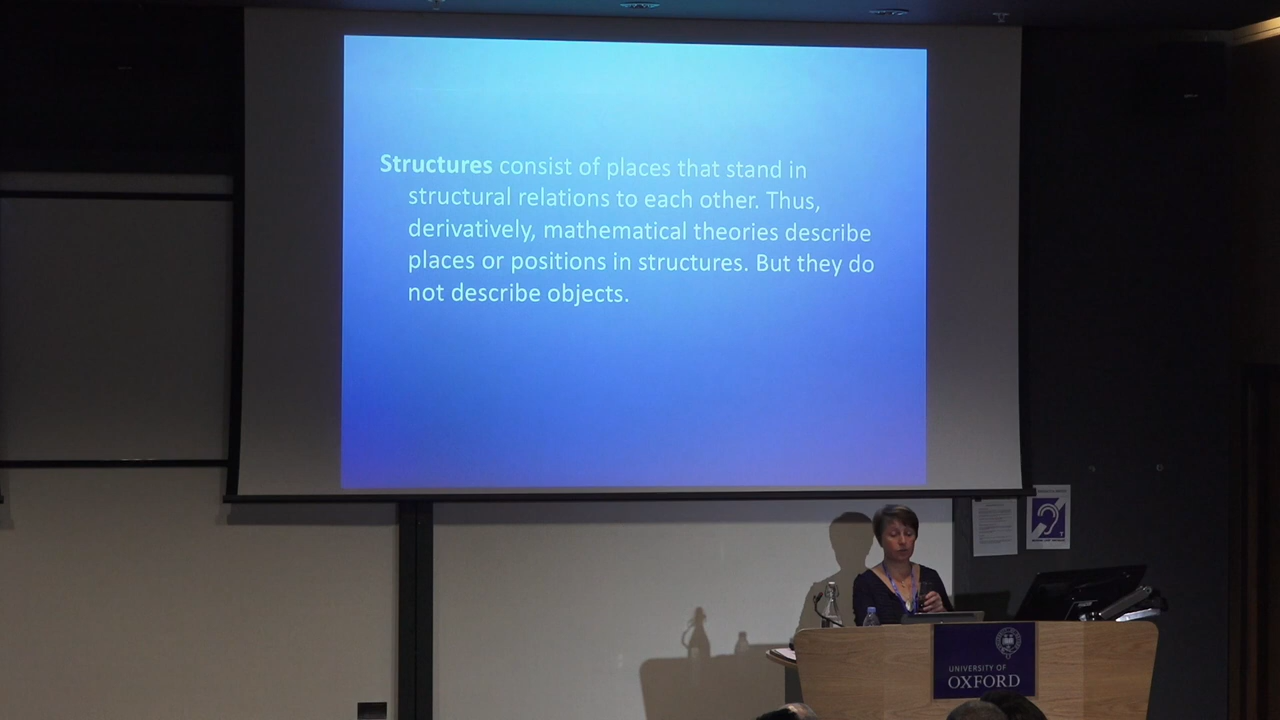 Structures consist of places that stand in
structural relations to each other. Thus,
derivatively, mathematical theories describe
places or positions in structures. But they do
not describe objects.
UNIVERSITY OF
OXFORD